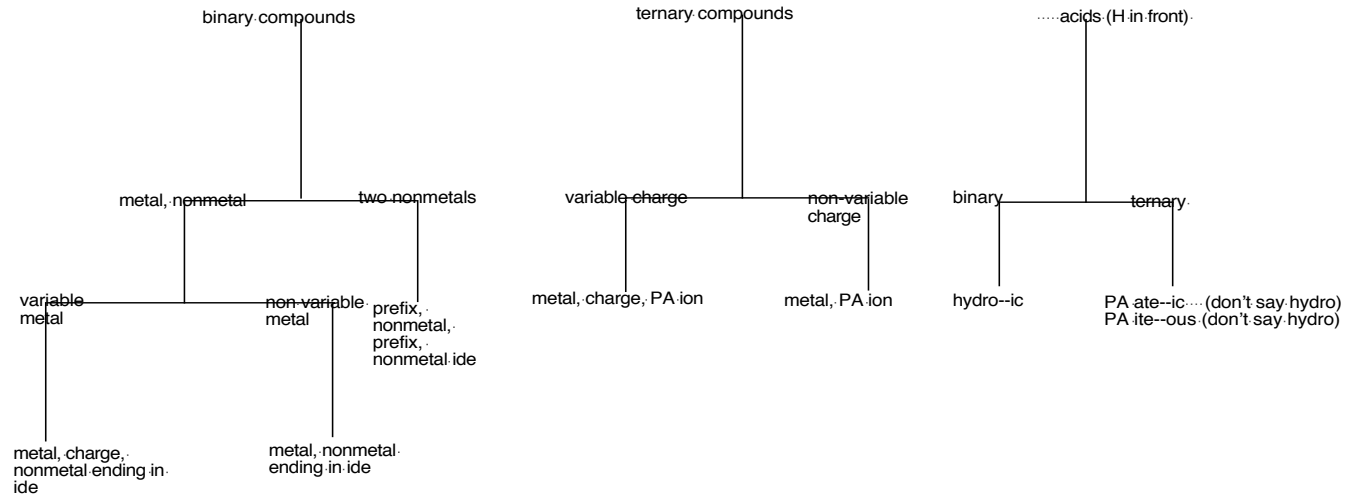 binary compounds
ternary compounds
acids (H in front)
metal, nonmetal
two nonmetals
variable charge
non-variable
charge
binary
ternary
variable
metal
non variable
metal
prefix,
nonmetal,
prefix,
nonmetal ide
metal, charge, PA ion
metal, PA ion
hydro--ic
PA ate--ic (don't say hydro)
PA ite--ous (don't say hydro)
metal, charge,
nonmetal ending in
ide
metal, nonmetal
ending in ide